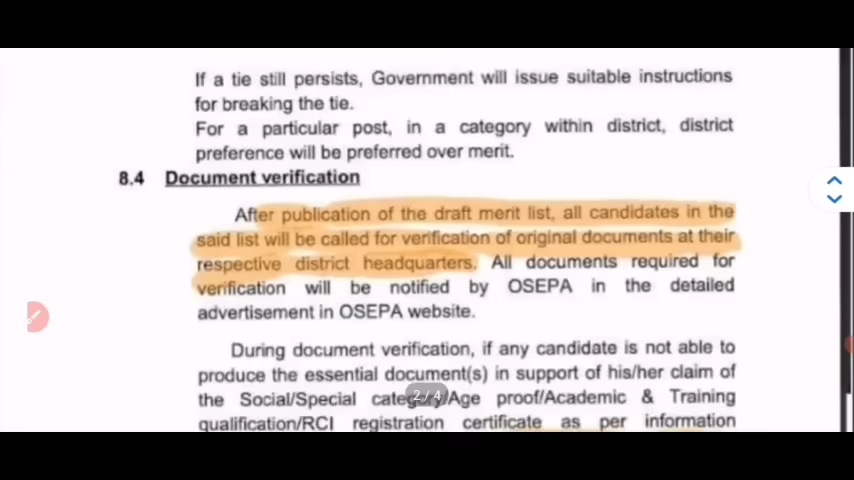 If a tie still persists, Government will issue suitable instructions
for breaking the tie.
For a particular post, in a category within district, district
preference will be preferred over merit.
8.4 Document verification
After publication of the draft merit list, all candidates in the
said list will be called for verification of original documents at their
respective district headquarters. All documents required for
verification will be notified by OSEPA in the detailed
advertisement in OSEPA website.
During document verification, if any candidate is not able to
produce the essential document(s) in support of his/her claim of
the Social/Special category/Age proof/Academic & Training
2 / 4
qualification/RCI registration certificate as per information